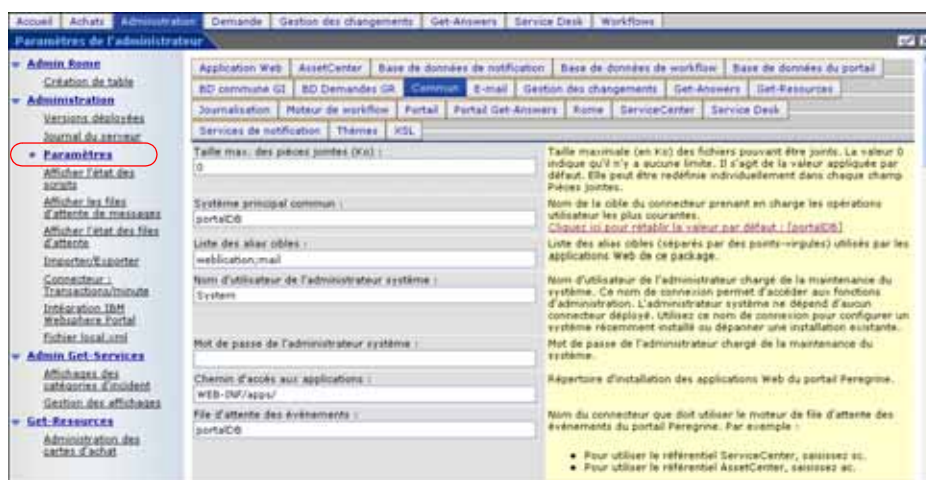 Accueil Achats Administration Demande Gestion des changements Get-Answers Service Desk Workflows
Paramètres de l'administrateur
Admin Rome
Création de table
Administration
Versions déployées
Journal du serveur
Paramètres
Afficher l'état des
scripts
Afficher les files
d'attente de messages
Afficher l'état des files
d'attente
Importer/Exporter
Connecteur :
Transactions/minute
Intégration IBM
Websphere Portal
Fichier local.xml
Admin Get-Services
Affichages des
catégories d'incident
Gestion des affichages
Get-Resources
Administration des
cartes d'achat
Application Web AssetCenter Base de données de notification Base de données de workflow Base de données du portail
BD commune GI BD Demandes GR Commun E-mail Gestion des changements Get-Answers Get-Resources
Journalisation Moteur de workflow Portail Portail Get-Answers Rome ServiceCenter Service Desk
Services de notification Thèmes XSL
Taille max. des pièces jointes (Ko) :
0
Taille maximale (en Ko) des fichiers pouvant être joints. La valeur 0
indique qu'il n'y a aucune limite. Il s'agit de la valeur appliquée par
défaut. Elle peut être redéfinie individuellement dans chaque champ
Pièces jointes.
Système principal commun :
portalDB
Nom de la cible du connecteur prenant en charge les opérations
utilisateur les plus courantes.
Cliquez ici pour rétablir la valeur par défaut : [portalDB]
Liste des alias cibles :
weblication;mail
Liste des alias cibles (séparés par des points-virgules) utilisés par les
applications Web de ce package.
Nom d'utilisateur de l'administrateur système :
System
Nom d'utilisateur de l'administrateur chargé de la maintenance du
système. Ce nom de connexion permet d'accéder aux fonctions
d'administration. L'administrateur système ne dépend d'aucun
connecteur déployé. Utilisez ce nom de connexion pour configurer un
système récemment installé ou dépanner une installation existante.
Mot de passe de l'administrateur système :
Mot de passe de l'administrateur chargé de la maintenance du
système.
Chemin d'accès aux applications :
WEB-INF/apps/
Répertoire d'installation des applications Web du portail Peregrine.
File d'attente des événements :
portalDB
Nom du connecteur que doit utiliser le moteur de file d'attente des
événements du portail Peregrine. Par exemple :
• Pour utiliser le référentiel ServiceCenter, saisissez sc.
• Pour utiliser le référentiel AssetCenter, saisissez ac.